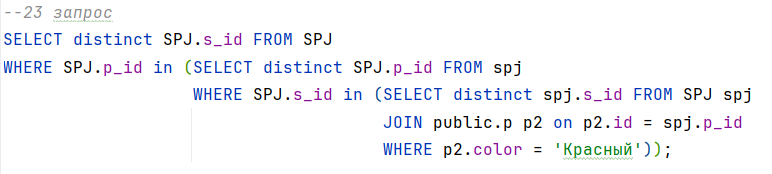 --23 запрос
SELECT distinct SPJ.s_id FROM SPJ
WHERE SPJ.p_id in (SELECT distinct SPJ.p_id FROM spj
WHERE SPJ.s_id in (SELECT distinct spj.s_id FROM SPJ spj
JOIN public.p p2 on p2.id = spj.p_id
WHERE p2.color = 'Красный'));